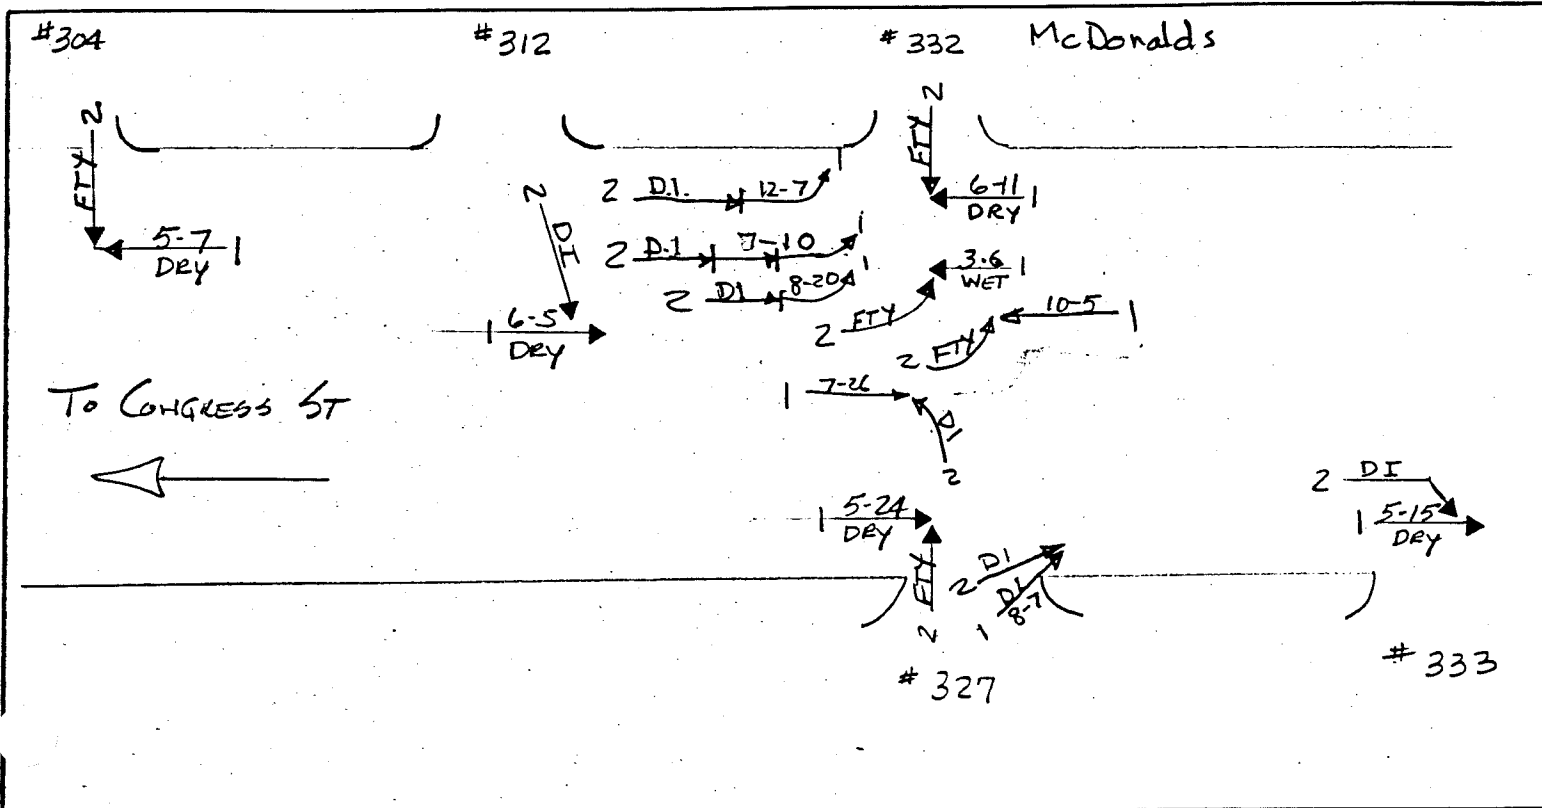 #304
#312
#332 McDonalds
2
FTY
5-7 1
DRY
2
DI
1 6-5
DRY
2 D.I. 12-7 1
2 D.I 7-10 1
2 DI 8-20 1
2
FTY
6-11 1
DRY
3-6 1
WET
2 FTY
10-5 1
2 FTY
1 7-26
DI
2
To CONGRESS ST
1 5-24
DRY
FTY
2
2 DI
1 DI
8-7
2 DI
1 5-15
DRY
#327
#333